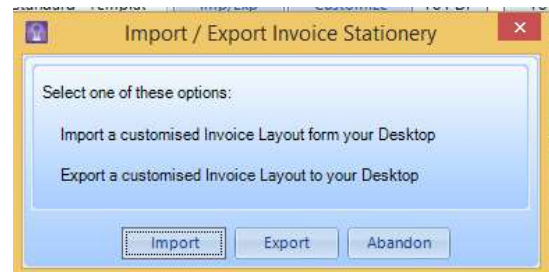 Import / Export Invoice Stationery
Select one of these options:
Import a customised Invoice Layout form your Desktop
Export a customised Invoice Layout to your Desktop
Import Export Abandon